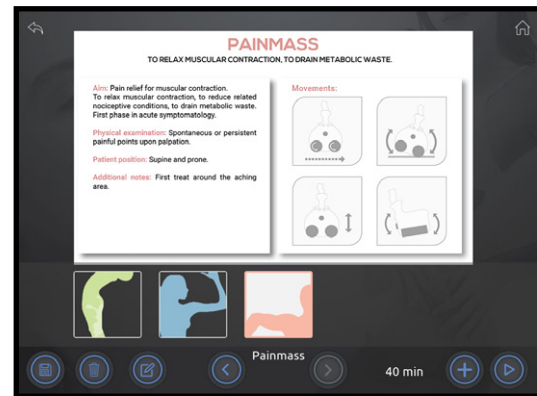 PAINMASS
TO RELAX MUSCULAR CONTRACTION, TO DRAIN METABOLIC WASTE.
Aim: Pain relief for muscular contraction.
To relax muscular contraction, to reduce related
nociceptive conditions, to drain metabolic waste.
First phase in acute symptomatology.
Physical examination: Spontaneous or persistent
painful points upon palpation.
Patient position: Supine and prone.
Additional notes: First treat around the aching
area.
Movements:
Painmass
40 min